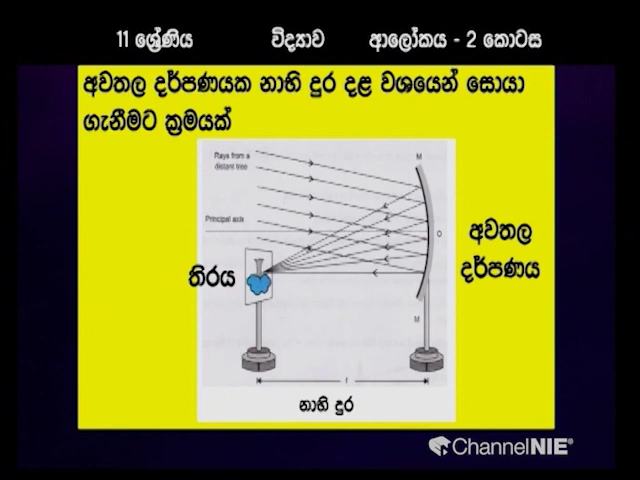 11 ශ්‍රේණිය විද්‍යාව ආලෝකය - 2 කොටස
අවතල දර්පණයක නාභි දුර දළ වශයෙන් සොයා
ගැනීමට ක්‍රමයක්
Rays from a
distant tree
M
Principal axis
O
අවතල
දර්පණය
තිරය
M
f
නාභි දුර
ChannelNIE